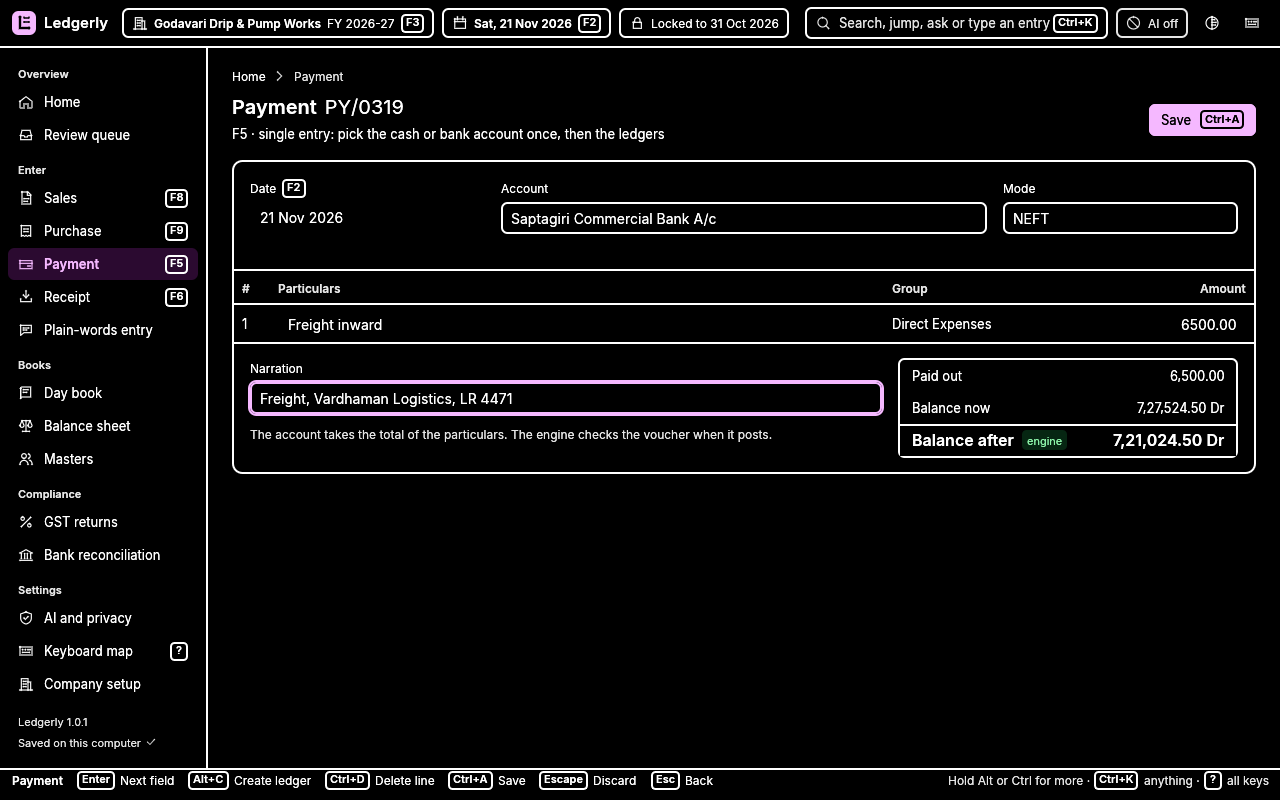 Ledgerly
Godavari Drip & Pump Works FY 2026-27 F3
Sat, 21 Nov 2026 F2
Locked to 31 Oct 2026
Search, jump, ask or type an entry Ctrl+K
AI off
Overview
Home
Review queue
Enter
Sales F8
Purchase F9
Payment F5
Receipt F6
Plain-words entry
Books
Day book
Balance sheet
Masters
Compliance
GST returns
Bank reconciliation
Settings
AI and privacy
Keyboard map ?
Company setup
Ledgerly 1.0.1
Saved on this computer
Home Payment
Payment PY/0319
F5 · single entry: pick the cash or bank account once, then the ledgers
Save Ctrl+A
Date F2 Account Mode
21 Nov 2026 Saptagiri Commercial Bank A/c NEFT
# Particulars Group Amount
1 Freight inward Direct Expenses 6500.00
Narration
Freight, Vardhaman Logistics, LR 4471
The account takes the total of the particulars. The engine checks the voucher when it posts.
Paid out 6,500.00
Balance now 7,27,524.50 Dr
Balance after engine 7,21,024.50 Dr
Payment Enter Next field Alt+C Create ledger Ctrl+D Delete line Ctrl+A Save Escape Discard Esc Back
Hold Alt or Ctrl for more · Ctrl+K anything · ? all keys